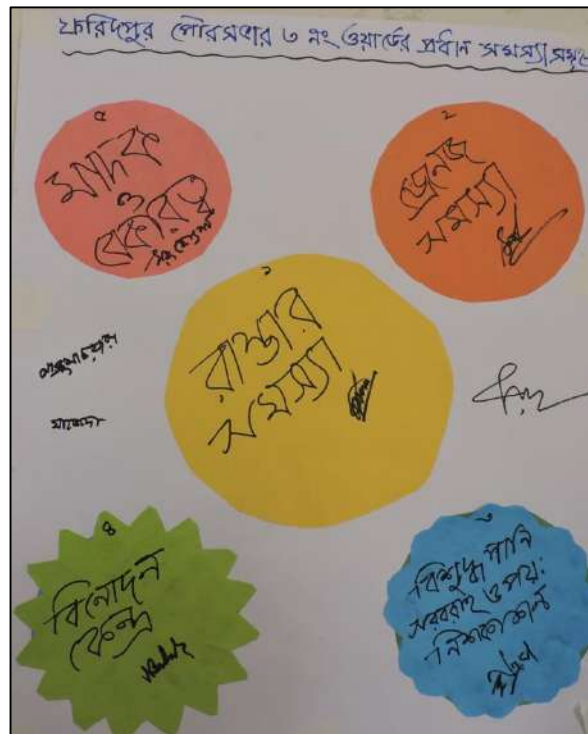 ফরিদপুর পৌরসভার ৩ নং ওয়ার্ডের প্রধান সমস্যা সমূহ
৫
মাদক
ও
বেকারত্ব
২
ড্রেনেজ
সমস্যা
১
রাস্তার
সমস্যা
৪
বিনোদন
কেন্দ্র
৩
বিশুদ্ধ পানি
সরবরাহ ও পয়:
নিশকাশন